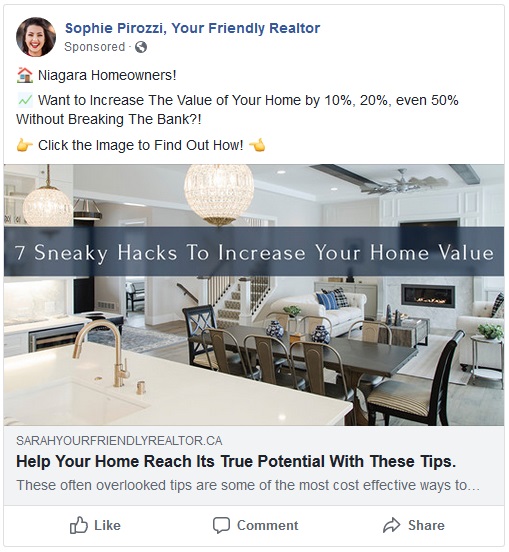 Sophie Pirozzi, Your Friendly Realtor
Sponsored ·
Niagara Homeowners!
Want to Increase The Value of Your Home by 10%, 20%, even 50%
Without Breaking The Bank?!
Click the Image to Find Out How!
7 Sneaky Hacks To Increase Your Home Value
SARAHYOURFRIENDLYREALTOR.CA
Help Your Home Reach Its True Potential With These Tips.
These often overlooked tips are some of the most cost effective ways to…
Like Comment Share